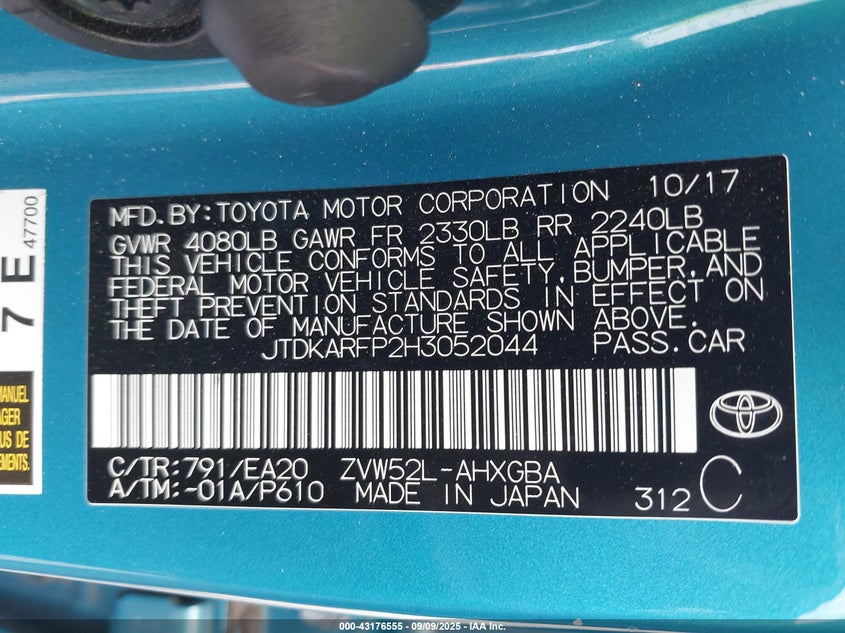 MFD. BY: TOYOTA MOTOR CORPORATION 10/17
GVWR 4080LB GAWR FR 2330LB RR 2240LB
THIS VEHICLE CONFORMS TO ALL APPLICABLE
FEDERAL MOTOR VEHICLE SAFETY, BUMPER, AND
THEFT PREVENTION STANDARDS IN EFFECT ON
THE DATE OF MANUFACTURE SHOWN ABOVE.
JTDKARFP2H3052044 PASS. CAR
C/TR: 791/EA20 ZVW52L-AHXGBA
A/TM: -01A/P610 MADE IN JAPAN 312 C
7 E 47700
MANUEL
US DE
EMENTS.
000-43176555 - 09/09/2025 - IAA Inc.